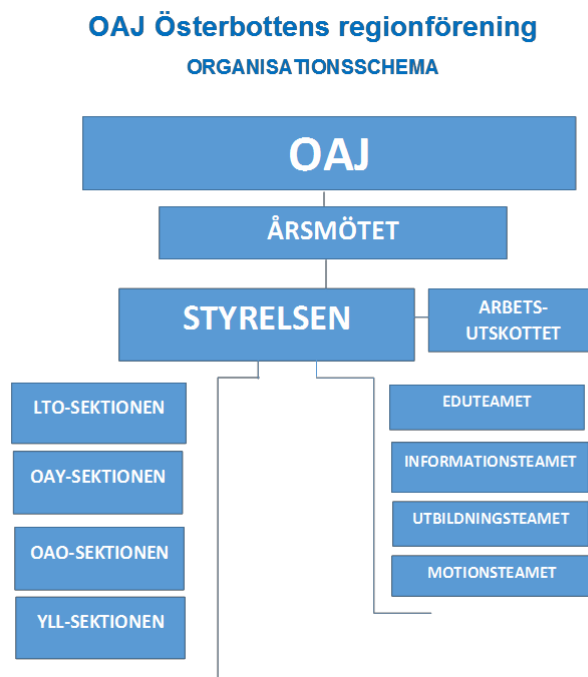 OAJ Österbottens regionförening
ORGANISATIONSSCHEMA
OAJ
ÅRSMÖTET
STYRELSEN
ARBETS-
UTSKOTTET
LTO-SEKTIONEN
OAY-SEKTIONEN
OAO-SEKTIONEN
YLL-SEKTIONEN
EDUTEAMET
INFORMATIONSTEAMET
UTBILDNINGSTEAMET
MOTIONSTEAMET